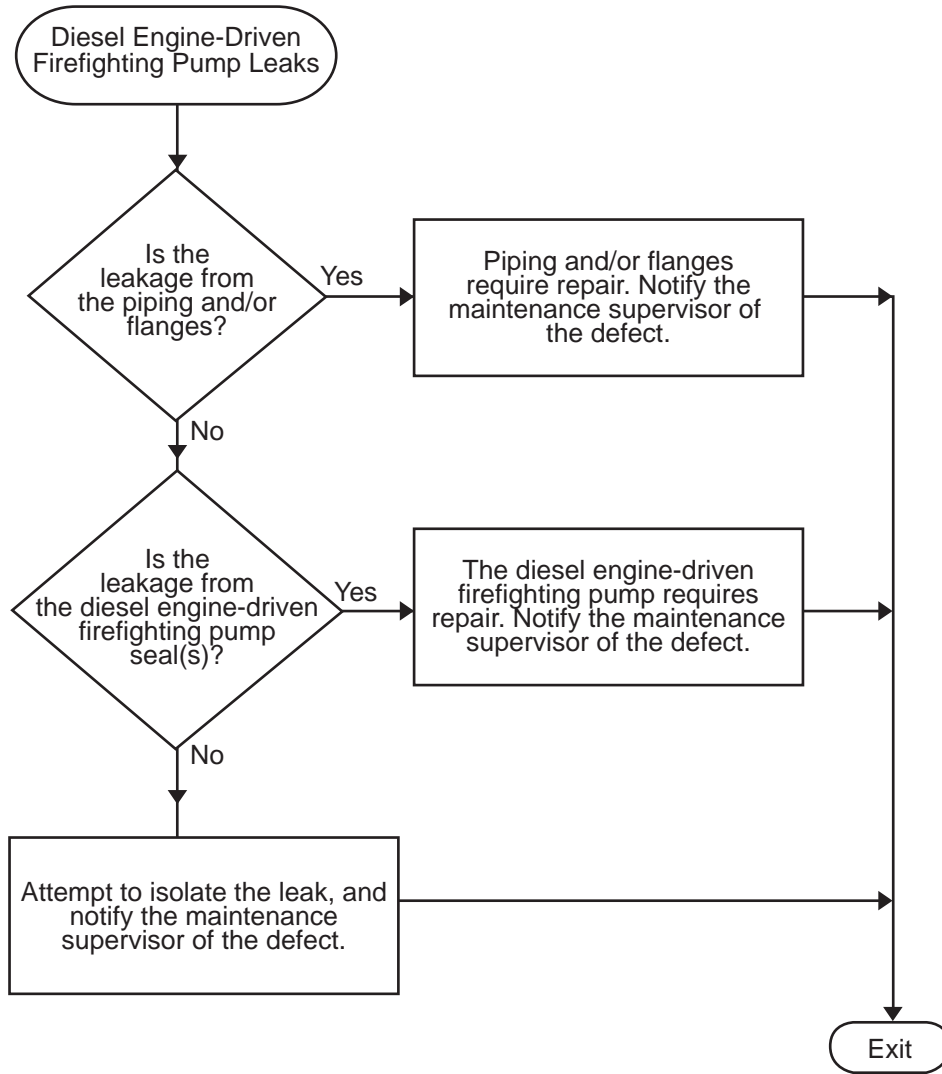 Diesel Engine-Driven
Firefighting Pump Leaks
Is the
leakage from
the piping and/or
flanges?
Yes
Piping and/or flanges
require repair. Notify the
maintenance supervisor of
the defect.
No
Is the
leakage from
the diesel engine-driven
firefighting pump
seal(s)?
Yes
The diesel engine-driven
firefighting pump requires
repair. Notify the maintenance
supervisor of the defect.
No
Attempt to isolate the leak, and
notify the maintenance
supervisor of the defect.
Exit